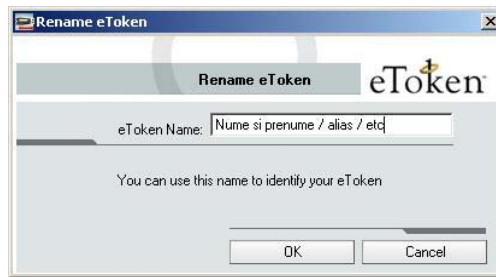 Rename eToken
Rename eToken
eToken
eToken Name: Nume si prenume / alias / etc
You can use this name to identify your eToken
OK Cancel